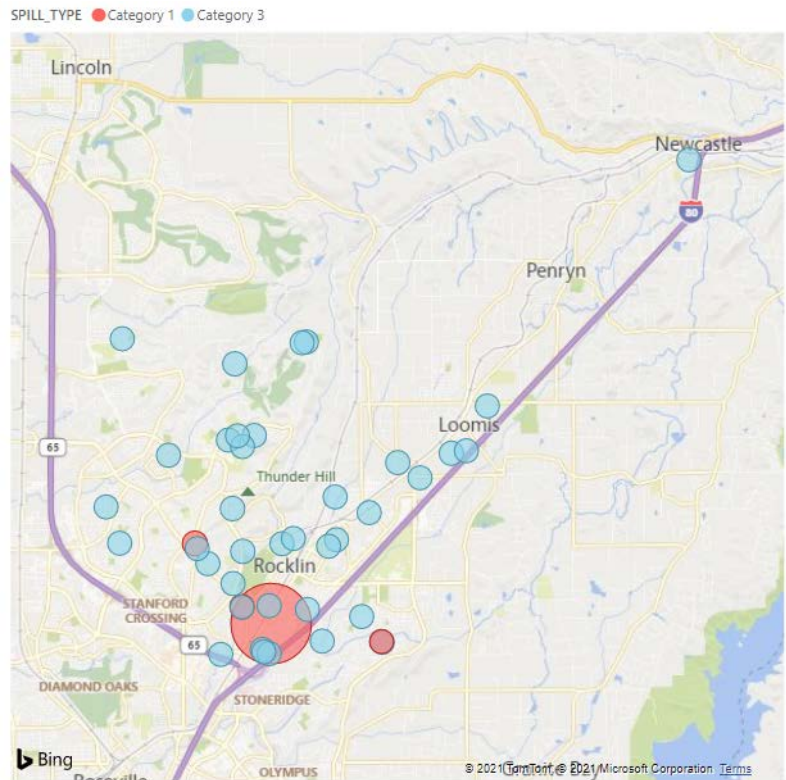 SPILL_TYPE Category 1 Category 3
Lincoln
Newcastle
80
Penryn
Loomis
65
Thunder Hill
Rocklin
STANFORD
CROSSING
65
DIAMOND OAKS
STONERIDGE
Bing
OLYMPUS
© 2021 TomTom, © 2021 Microsoft Corporation Terms
Roseville